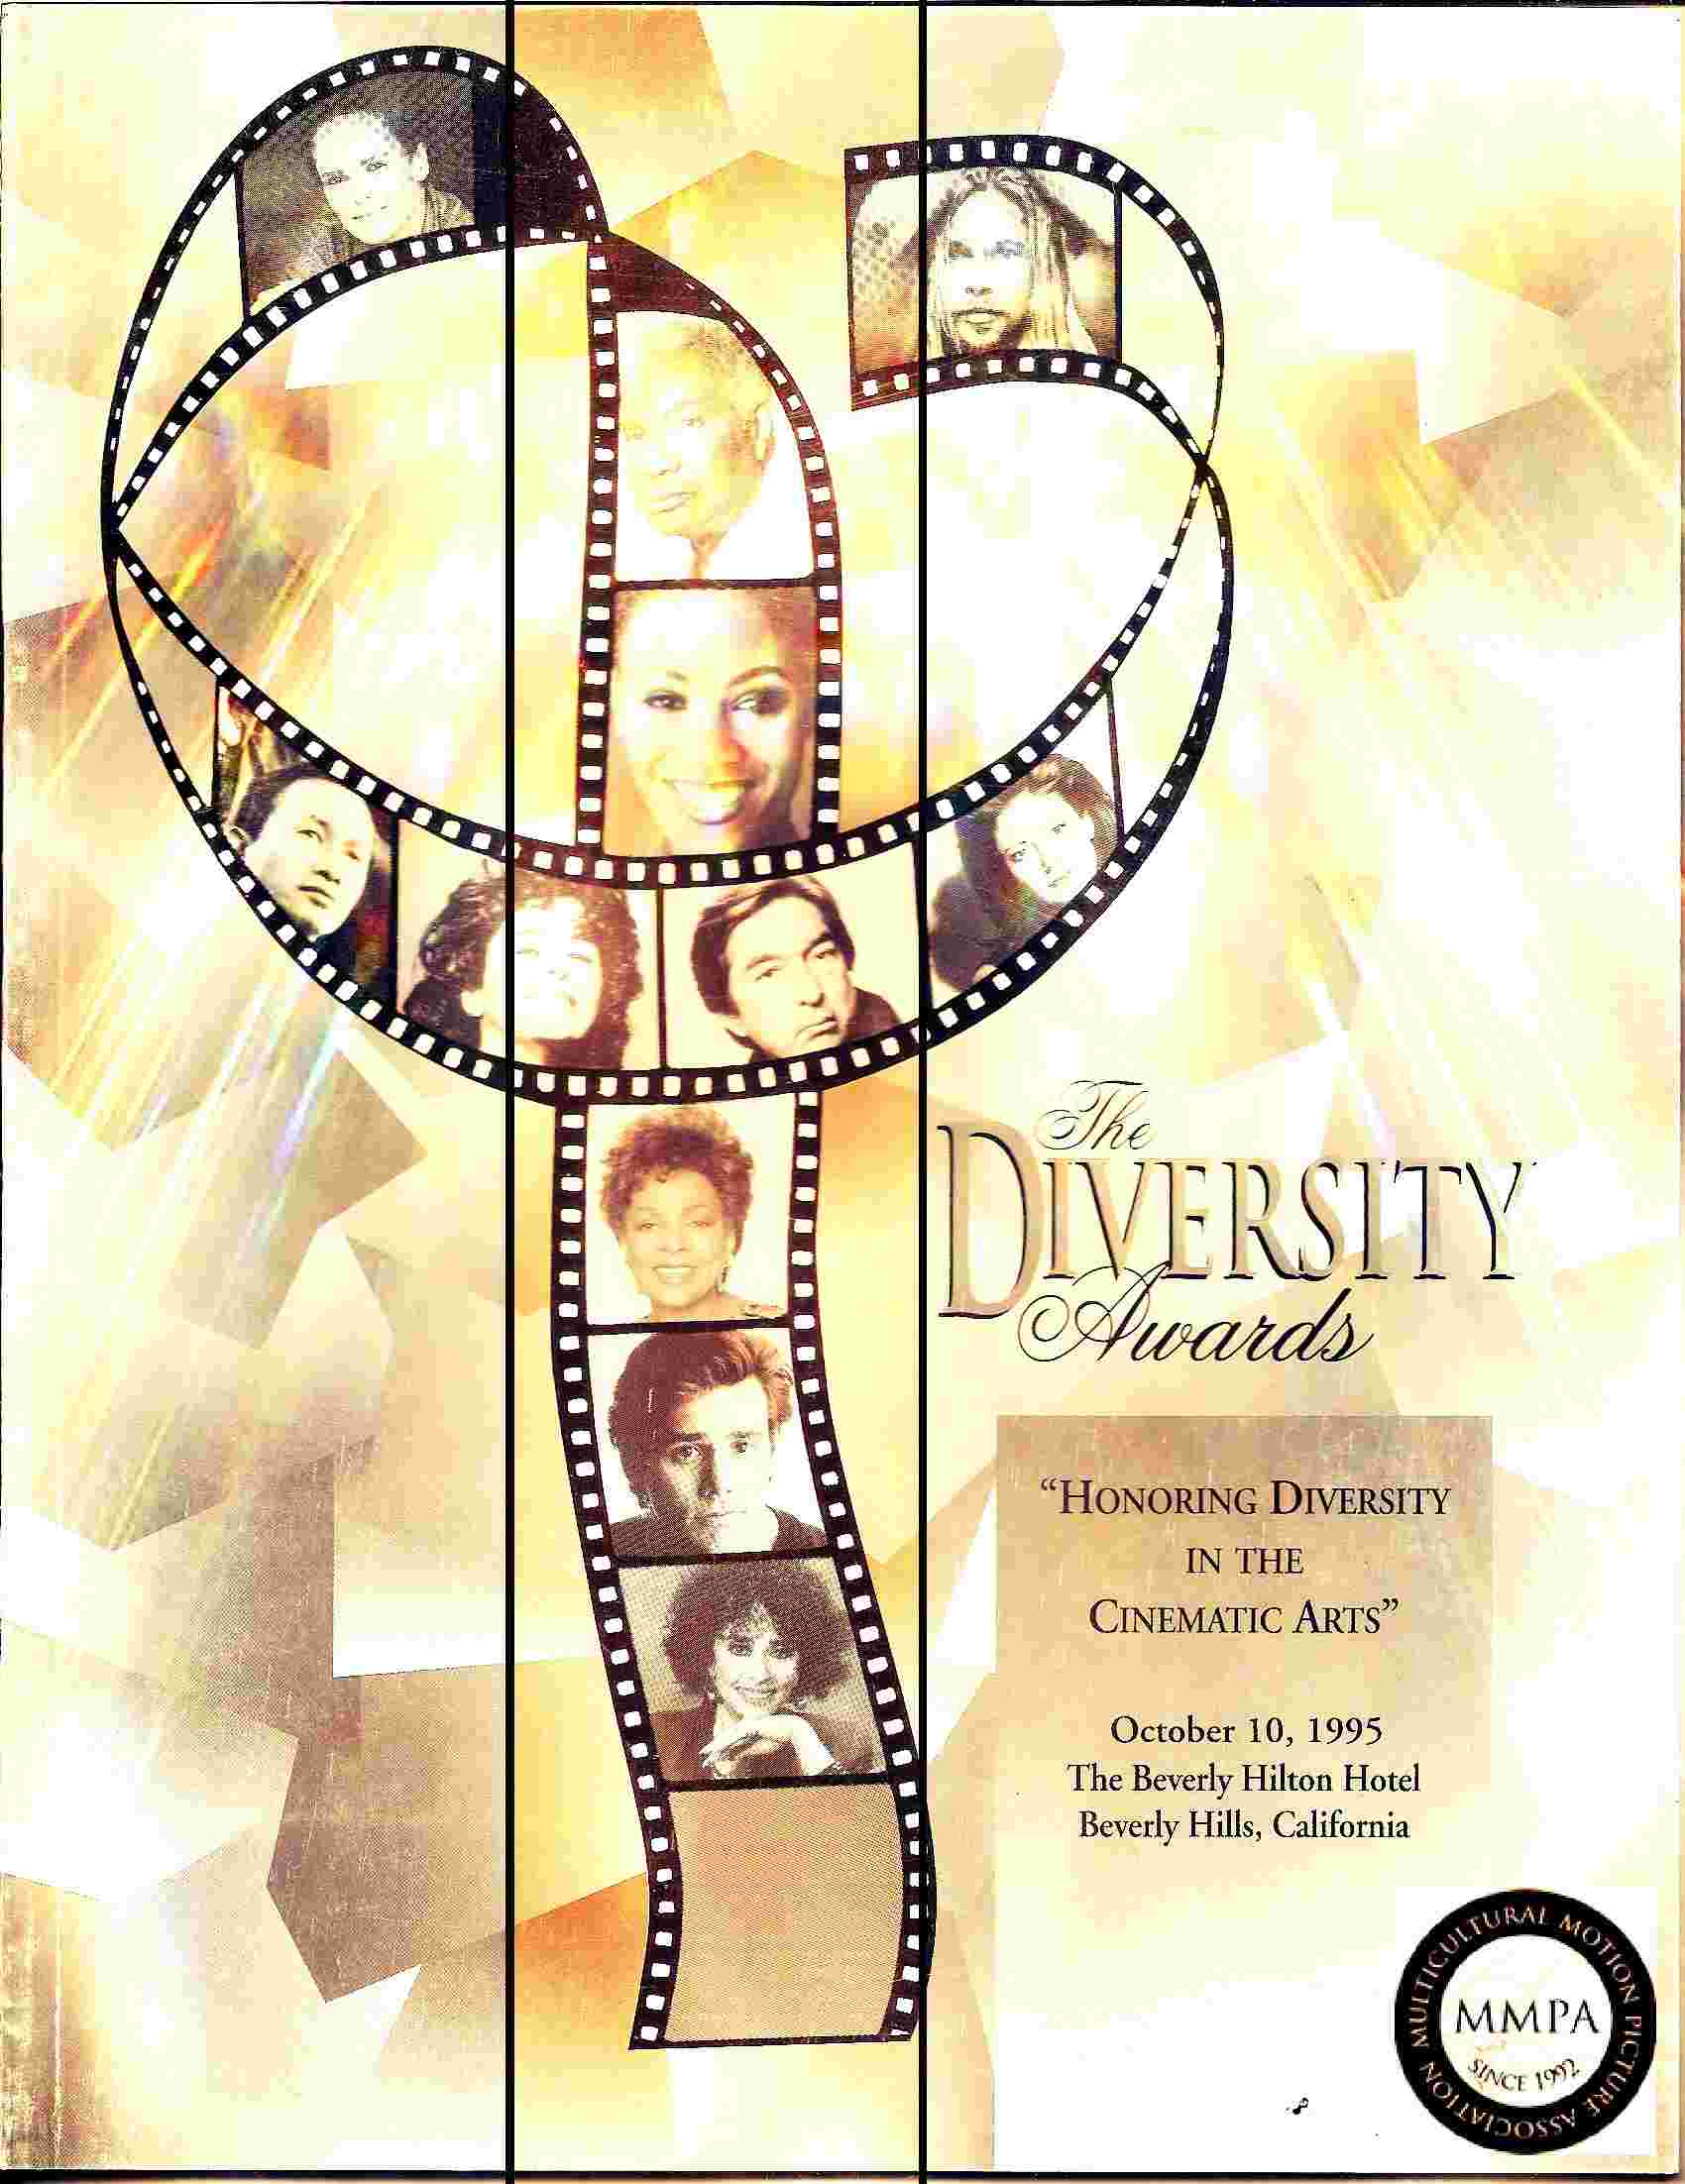 The
DIVERSITY
Awards
“HONORING DIVERSITY
IN THE
CINEMATIC ARTS”
October 10, 1995
The Beverly Hilton Hotel
Beverly Hills, California
MULTICULTURAL MOTION PICTURE ASSOCIATION
MMPA
SINCE 1992